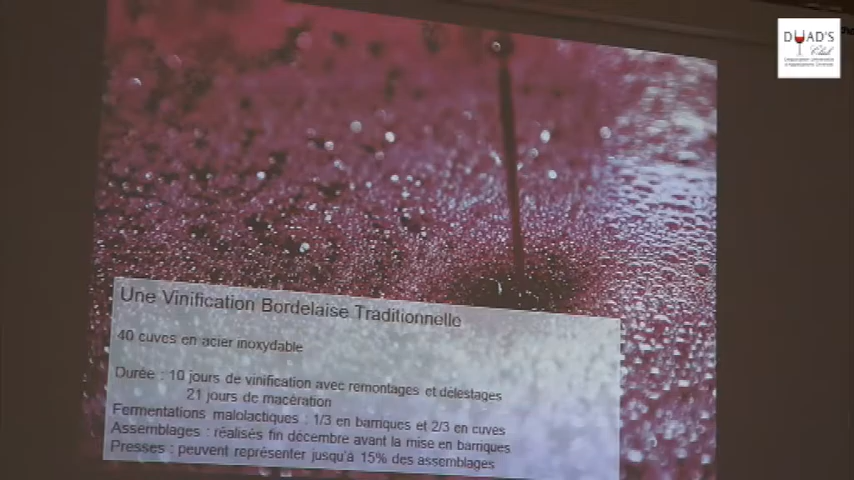 DUAD'S
Club
Une Vinification Bordelaise Traditionnelle
40 cuves en acier inoxydable
Durée : 10 jours de vinification avec remontages et délestages
21 jours de macération
Fermentations malolactiques : 1/3 en barriques et 2/3 en cuves
Assemblages : réalisés fin décembre avant la mise en barriques
Presses : peuvent représenter jusqu'à 15% des assemblages